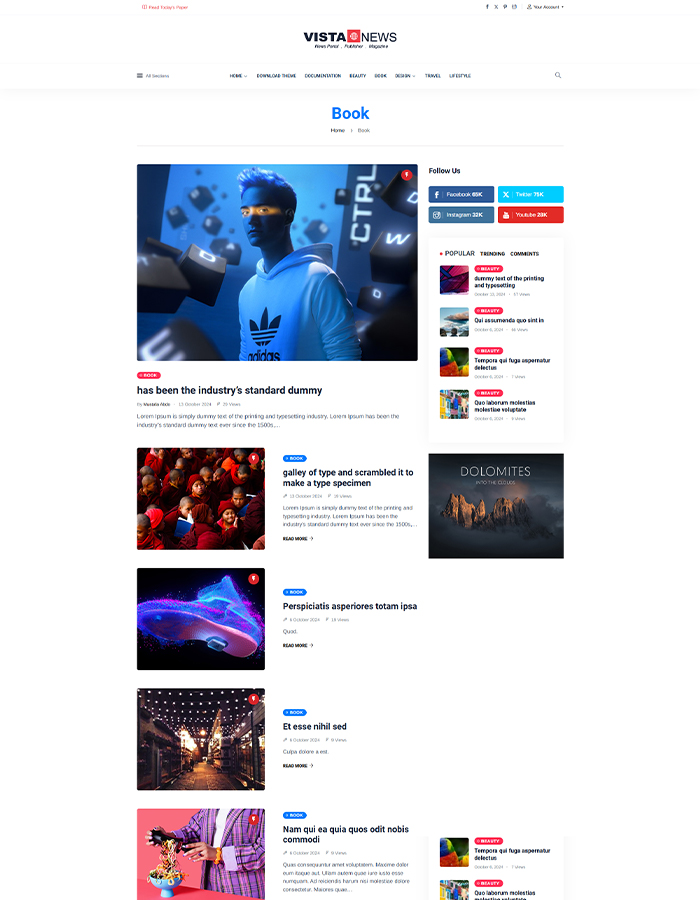 Read Today's Paper
Your Account
VISTA NEWS
News Portal . Publisher . Magazine
All Sections
HOME DOWNLOAD THEME DOCUMENTATION BEAUTY BOOK DESIGN TRAVEL LIFESTYLE
Book
Home › Book
CTRL
D
W
E
adidas
BOOK
has been the industry's standard dummy
12 October 2024 25 Views
Lorem Ipsum is simply dummy text of the printing and typesetting industry. Lorem Ipsum has been the
industry's standard dummy text ever since the 1500s,...
BOOK
galley of type and scrambled it to
make a type specimen
12 October 2024 19 Views
Lorem Ipsum is simply dummy text of the printing and
typesetting industry. Lorem Ipsum has been the
industry's standard dummy text ever since the 1500s,...
READ MORE
BOOK
Perspiciatis asperiores totam ipsa
6 October 2024 18 Views
Quod.
READ MORE
BOOK
Et esse nihil sed
6 October 2024 9 Views
Culpa dolore a est.
READ MORE
BOOK
Nam qui ea quia quos odit nobis
commodi
6 October 2024 9 Views
Quas consequuntur amet voluptatem. Maxime dolor
eum itaque aut. Ullam autem quae iure iusto esse
numquam. Ad reiciendis harum nisi molestiae dolore
consectetur. Maiores quae...
Follow Us
Facebook 65K
Twitter 75K
Instagram 32K
Youtube 28K
POPULAR TRENDING COMMENTS
BEAUTY
dummy text of the printing
and typesetting
October 12, 2024 17 Views
BEAUTY
Qui assumenda quo sint in
October 6, 2024 16 Views
BEAUTY
Tempora qui fuga aspernatur
delectus
October 6, 2024 7 Views
BEAUTY
Quo laborum molestias
molestiae voluptate
October 6, 2024 9 Views
DOLOMITES
INTO THE CLOUDS
BEAUTY
Tempora qui fuga aspernatur
delectus
October 6, 2024 7 Views
BEAUTY
Quo laborum molestias
molestiae voluptate